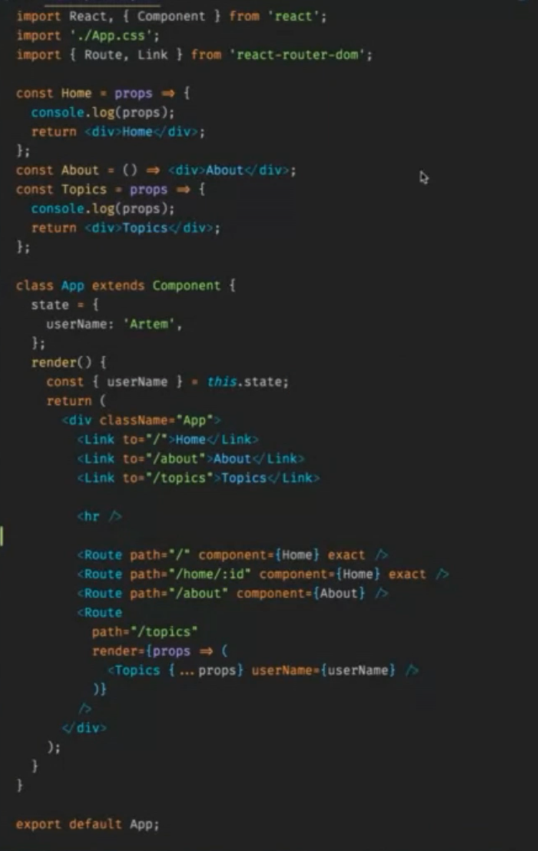 import React, { Component } from 'react';
import './App.css';
import { Route, Link } from 'react-router-dom';

const Home = props => {
  console.log(props);
  return <div>Home</div>;
};
const About = () => <div>About</div>;
const Topics = props => {
  console.log(props);
  return <div>Topics</div>;
};

class App extends Component {
  state = {
    userName: 'Artem',
  };
  render() {
    const { userName } = this.state;
    return (
      <div className="App">
        <Link to="/">Home</Link>
        <Link to="/about">About</Link>
        <Link to="/topics">Topics</Link>

        <hr />

        <Route path="/" component={Home} exact />
        <Route path="/home/:id" component={Home} exact />
        <Route path="/about" component={About} />
        <Route
          path="/topics"
          render={props => (
            <Topics {...props} userName={userName} />
          )}
        />
      </div>
    );
  }
}

export default App;